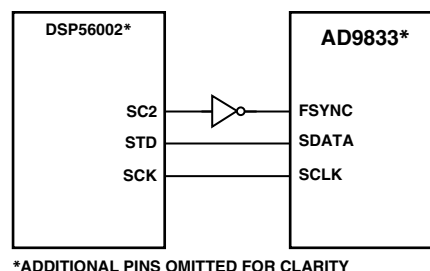 DSP56002*
AD9833*
SC2
FSYNC
STD
SDATA
SCK
SCLK
*ADDITIONAL PINS OMITTED FOR CLARITY